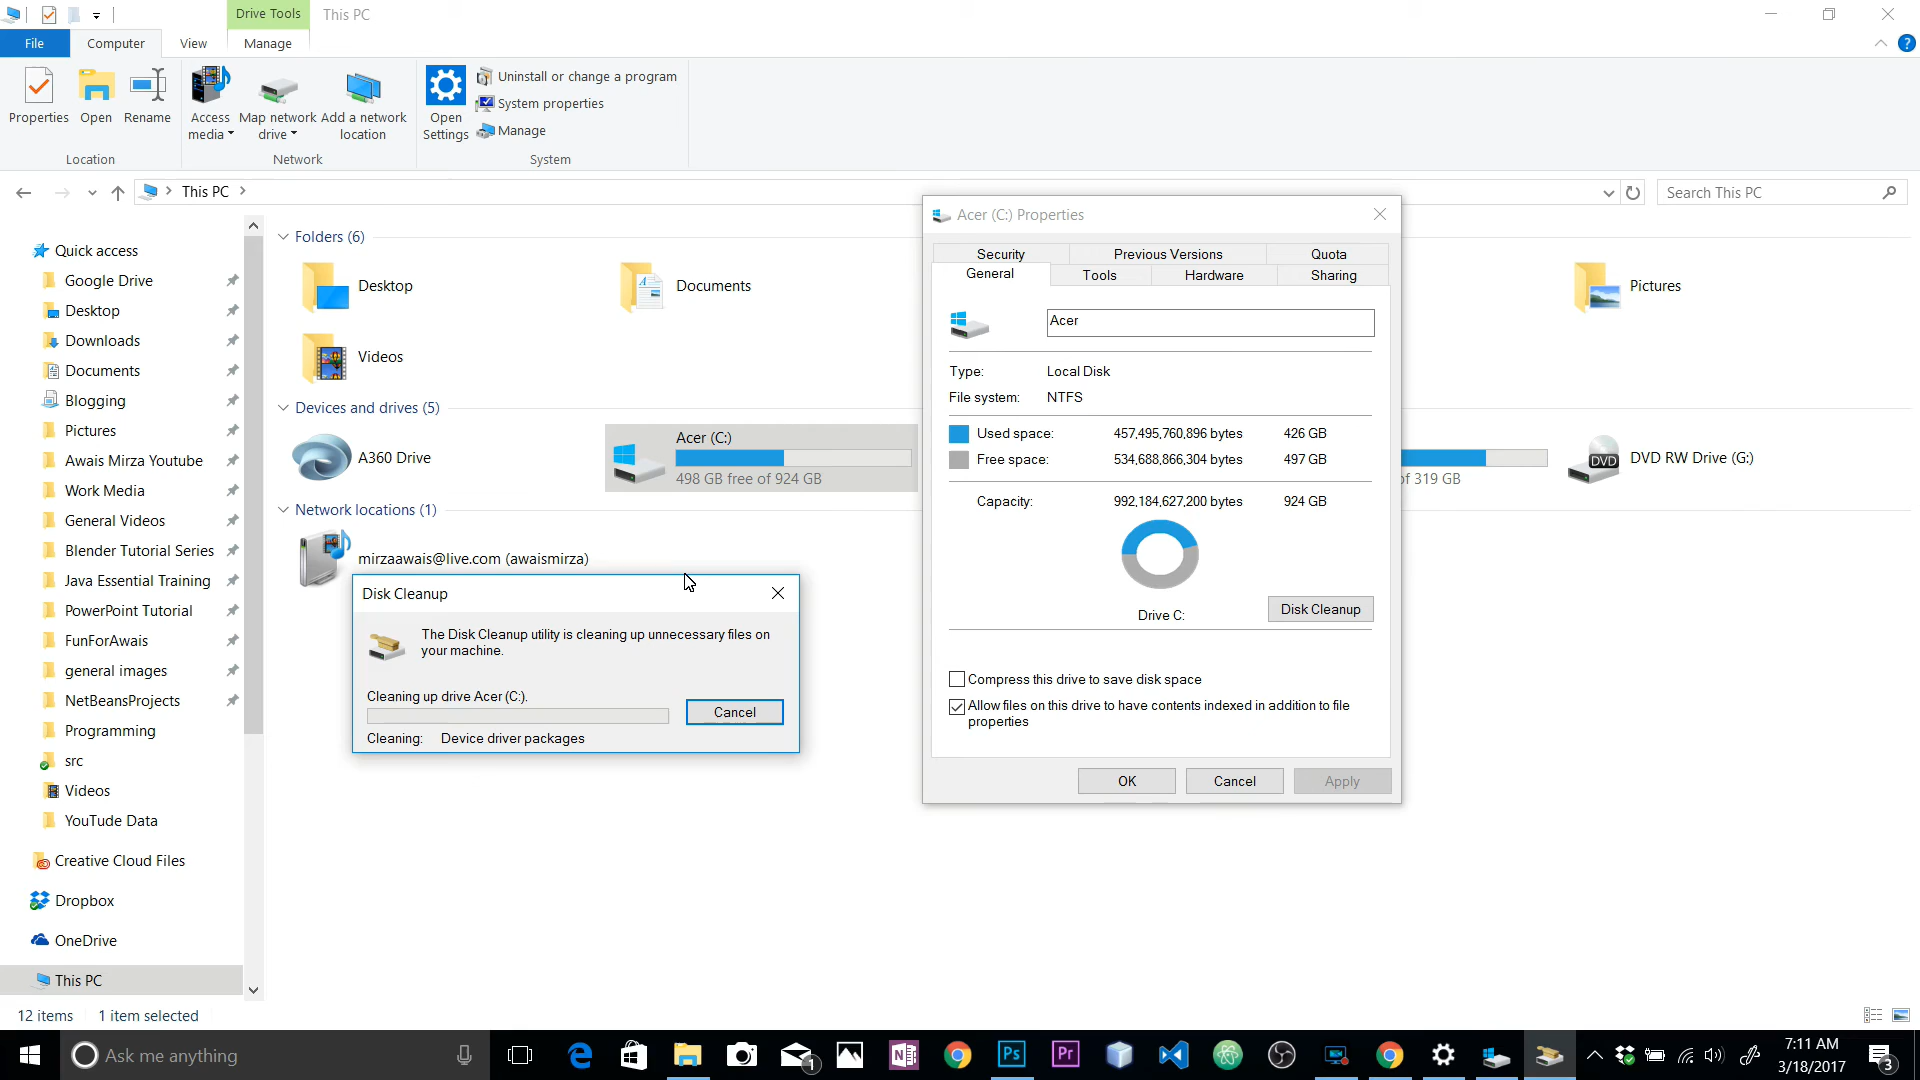 Drive Tools
This PC
File
Computer
View
Manage
Properties
Open
Rename
Access
media
Map network
drive
Add a network
location
Open
Settings
Uninstall or change a program
System properties
Manage
Location
Network
System
This PC
Search This PC
Quick access
Google Drive
Desktop
Downloads
Documents
Blogging
Pictures
Awais Mirza Youtube
Work Media
General Videos
Blender Tutorial Series
Java Essential Training
PowerPoint Tutorial
FunForAwais
general images
NetBeansProjects
Programming
src
Videos
YouTude Data
Creative Cloud Files
Dropbox
OneDrive
This PC
Folders (6)
Desktop
Documents
Pictures
Videos
Devices and drives (5)
A360 Drive
Acer (C:)
498 GB free of 924 GB
of 319 GB
DVD
DVD RW Drive (G:)
Network locations (1)
mirzaawais@live.com (awaismirza)
Disk Cleanup
The Disk Cleanup utility is cleaning up unnecessary files on
your machine.
Cleaning up drive Acer (C:).
Cancel
Cleaning: Device driver packages
Acer (C:) Properties
Security
Previous Versions
Quota
General
Tools
Hardware
Sharing
Acer
Type: Local Disk
File system: NTFS
Used space: 457,495,760,896 bytes 426 GB
Free space: 534,688,866,304 bytes 497 GB
Capacity: 992,184,627,200 bytes 924 GB
Drive C:
Disk Cleanup
Compress this drive to save disk space
Allow files on this drive to have contents indexed in addition to file
properties
OK
Cancel
Apply
12 items
1 item selected
Ask me anything
1
N
Ps
Pr
7:11 AM
3/18/2017
3